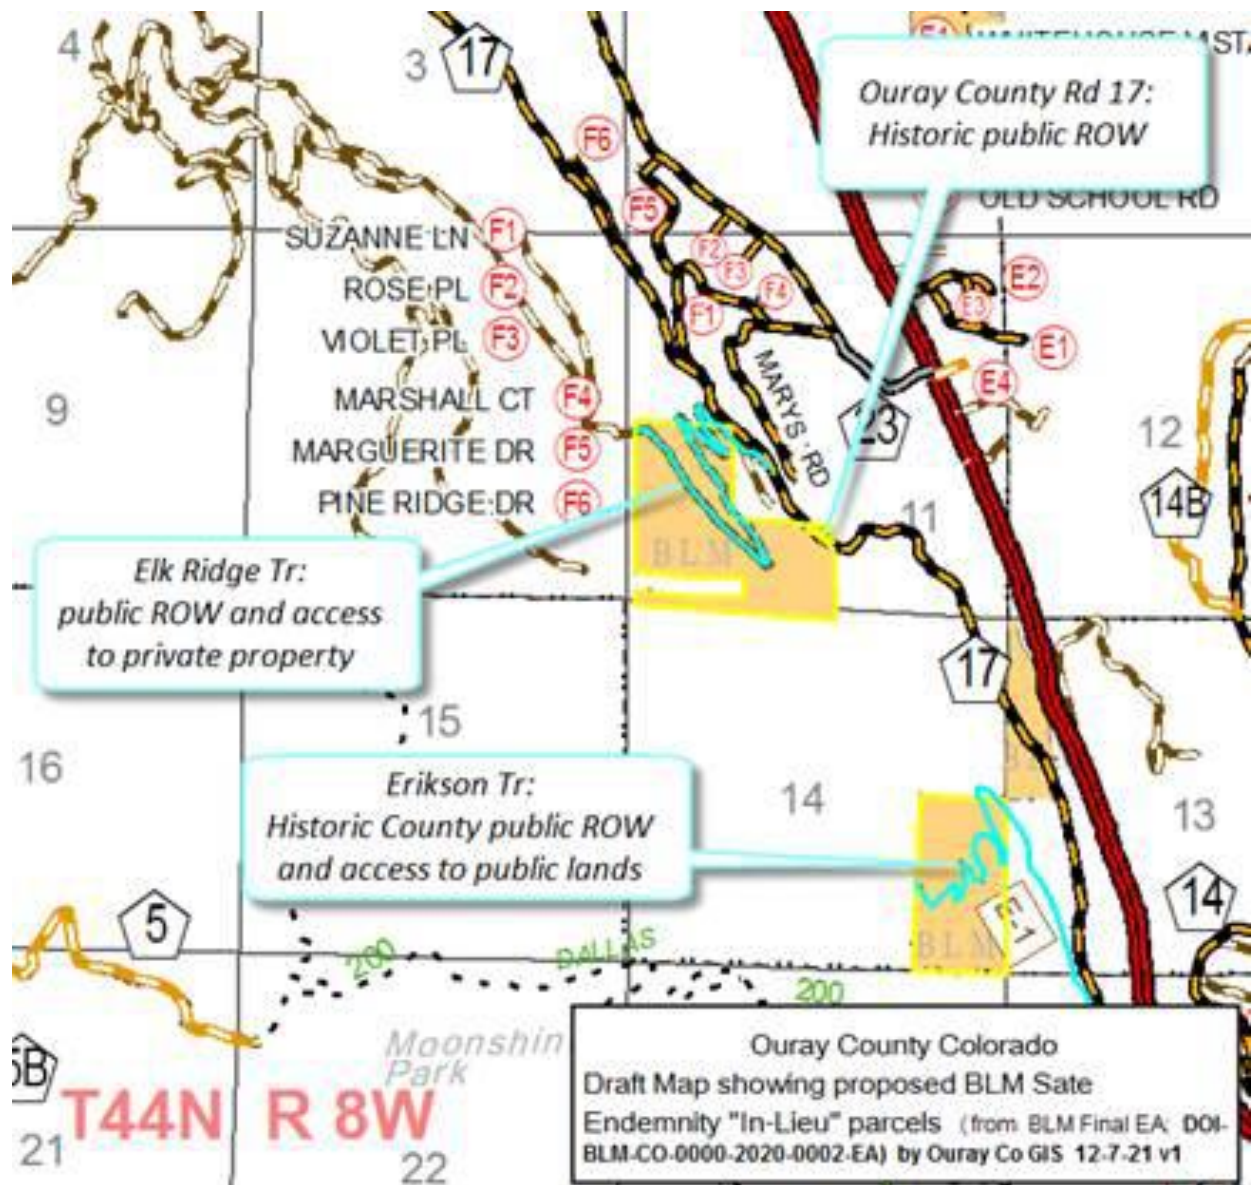 4
3
17
Ouray County Rd 17:
Historic public ROW
F6
F5
OLD SCHOOL RD
SUZANNE LN F1
ROSE PL F2
VIOLET PL F3
MARSHALL CT F4
MARGUERITE DR F5
PINE RIDGE DR F6
F2
F3
F4
F1
E2
E3
E1
E4
MARYS RD
23
9
11
12
14B
BLM
Elk Ridge Tr:
public ROW and access
to private property
17
15
16
14
13
Erikson Tr:
Historic County public ROW
and access to public lands
BLM
E-1
14
5
200
DALLAS
200
Moonshin
Park
5B
T44N R 8W
21
22
Ouray County Colorado
Draft Map showing proposed BLM Sate
Endemnity "In-Lieu" parcels (from BLM Final EA: DOI-
BLM-CO-0000-2020-0002-EA) by Ouray Co GIS 12-7-21 v1